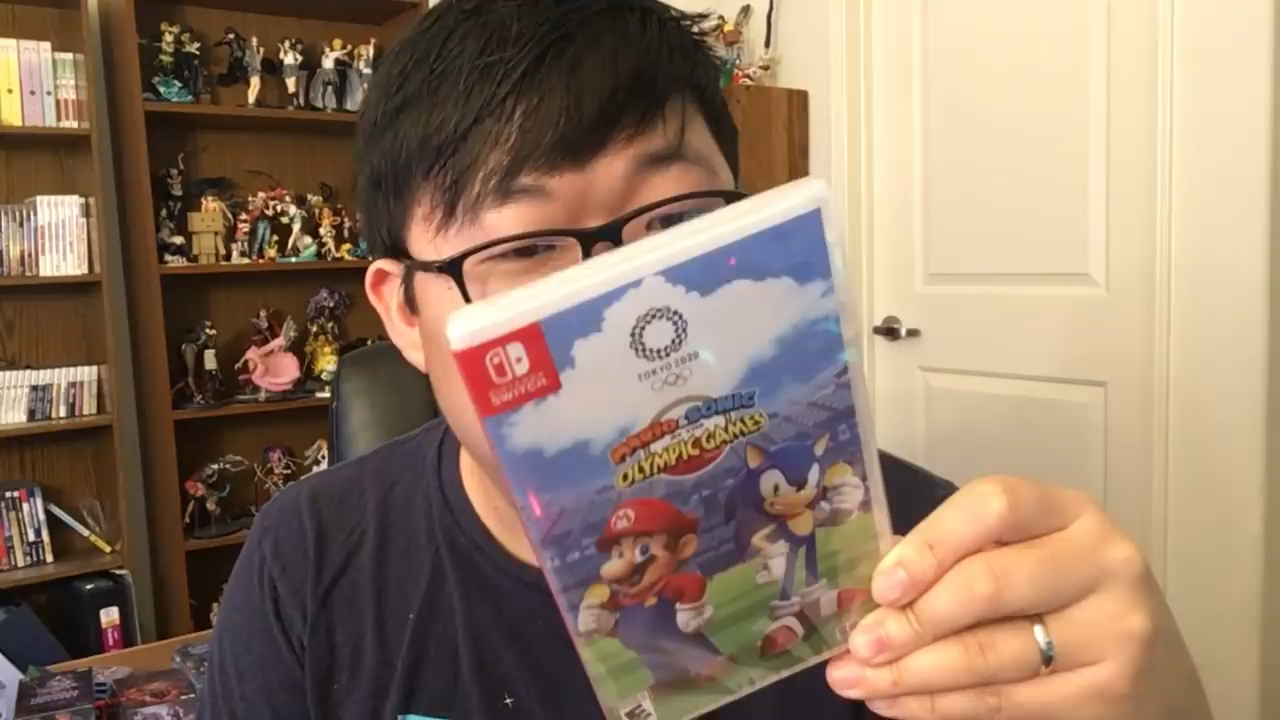 TOKYO 2020
NINTENDO
SWITCH
MARIO & SONIC
AT THE
OLYMPIC GAMES
M